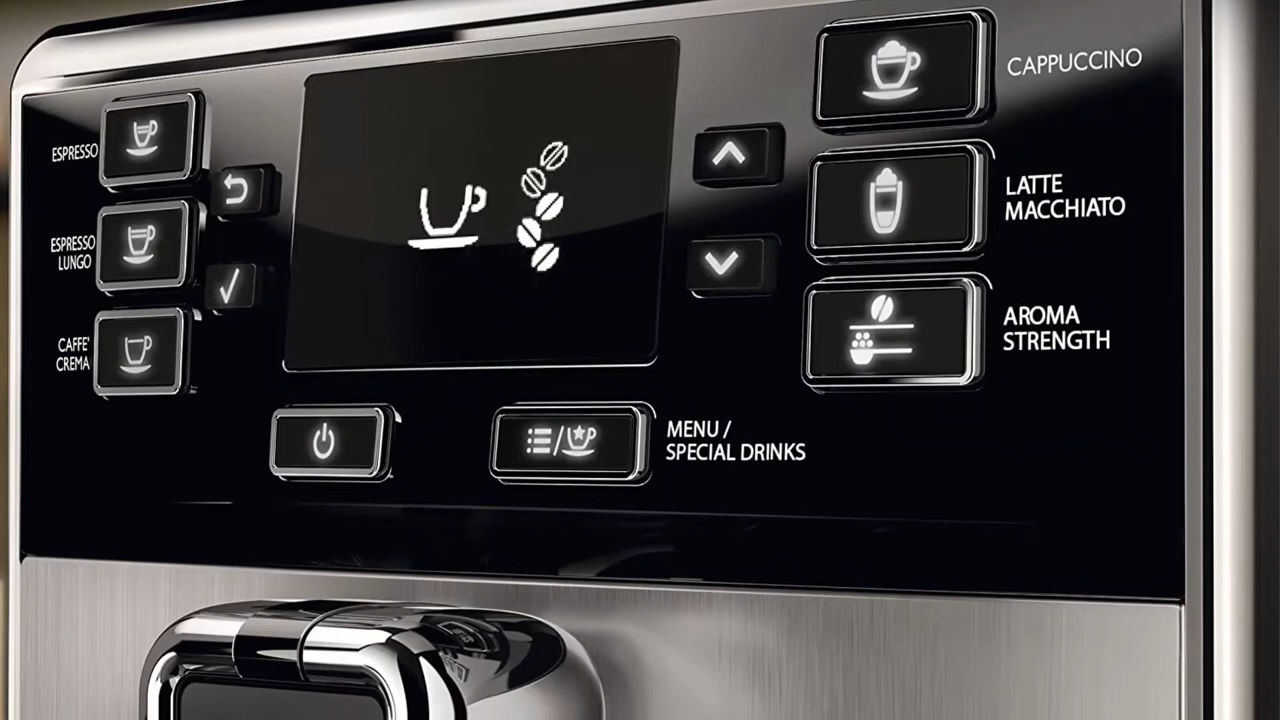 ESPRESSO
ESPRESSO
LUNGO
CAFFE'
CREMA
CAPPUCCINO
LATTE
MACCHIATO
AROMA
STRENGTH
MENU /
SPECIAL DRINKS